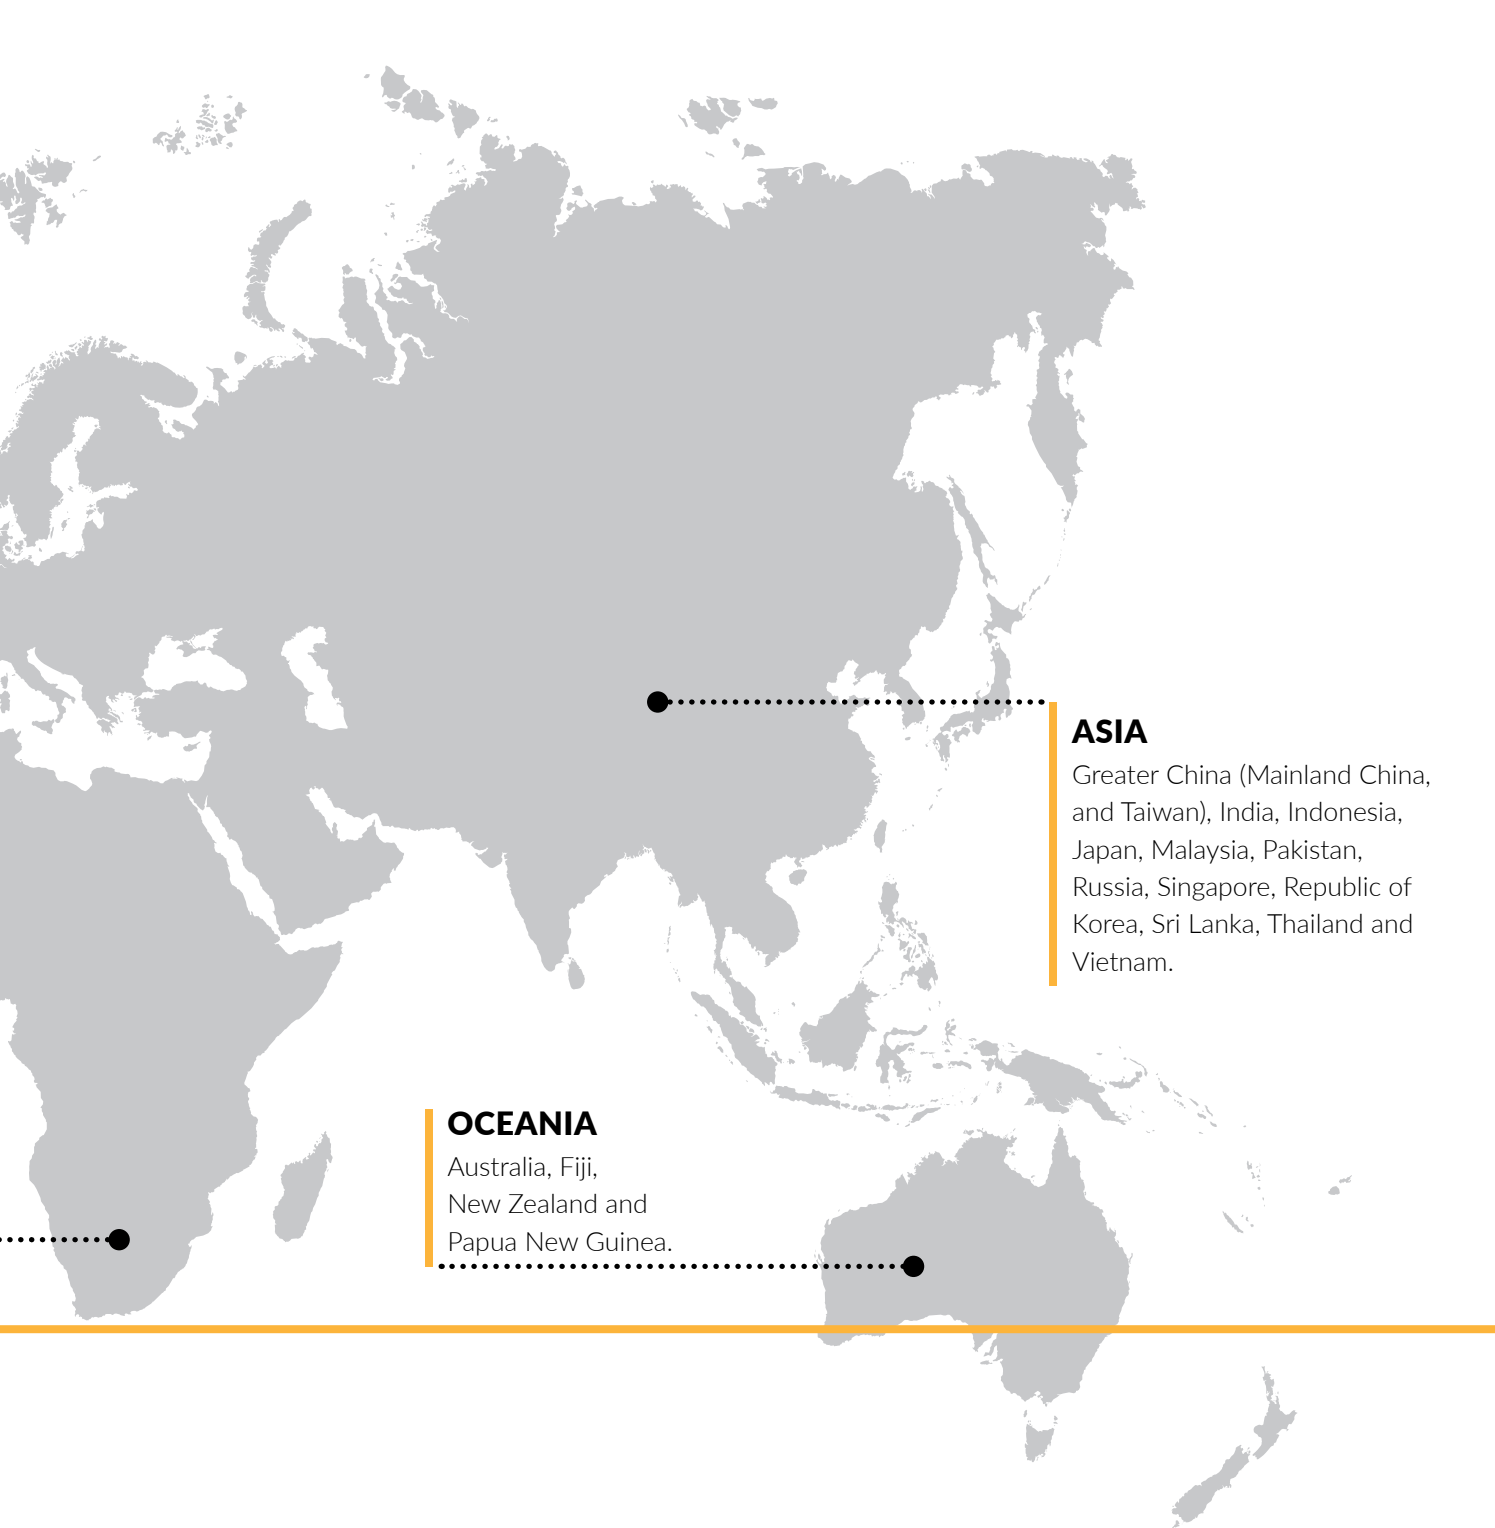 ASIA
Greater China (Mainland China,
and Taiwan), India, Indonesia,
Japan, Malaysia, Pakistan,
Russia, Singapore, Republic of
Korea, Sri Lanka, Thailand and
Vietnam.
OCEANIA
Australia, Fiji,
New Zealand and
Papua New Guinea.